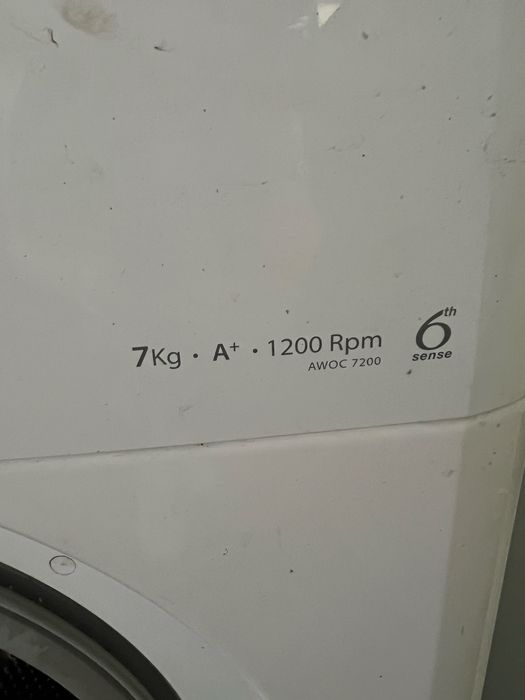 7Kg · A+ · 1200 Rpm
AWOC 7200
6th
sense